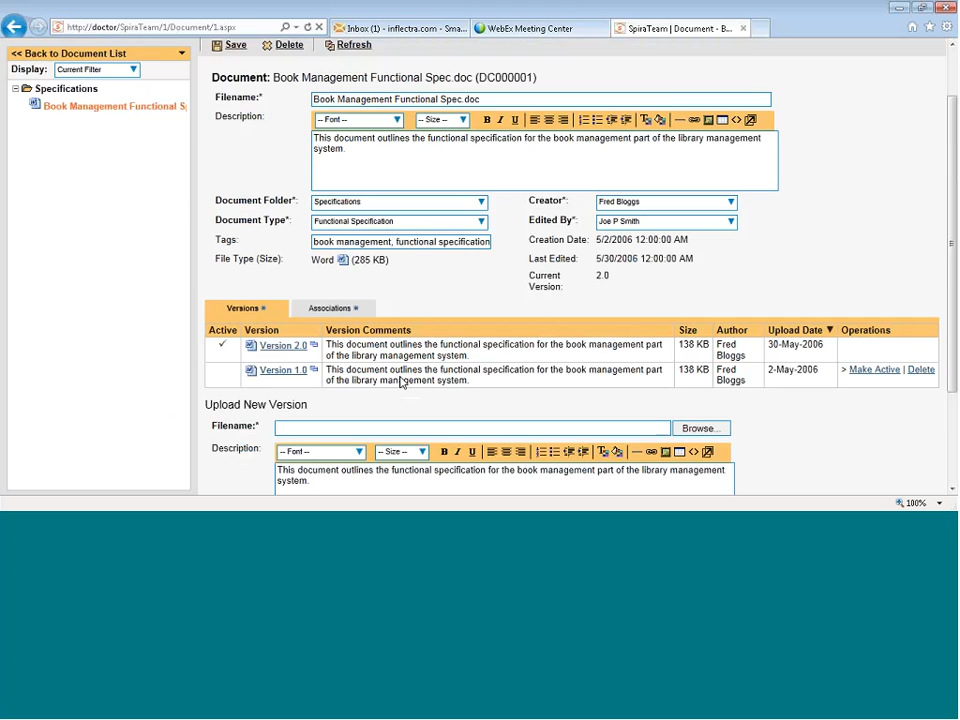 http://doctor/SpiraTeam/1/Document/1.aspx
Inbox (1) - inflectra.com - Sma...
WebEx Meeting Center
SpiraTeam | Document - B...
<< Back to Document List
Display: Current Filter
Specifications
Book Management Functional S
Save Delete Refresh
Document: Book Management Functional Spec.doc (DC000001)
Filename:* Book Management Functional Spec.doc
Description: -- Font -- -- Size -- B I U
This document outlines the functional specification for the book management part of the library management
system.
Document Folder*: Specifications Creator*: Fred Bloggs
Document Type*: Functional Specification Edited By*: Joe P Smith
Tags: book management, functional specification Creation Date: 5/2/2006 12:00:00 AM
File Type (Size): Word (285 KB) Last Edited: 5/30/2006 12:00:00 AM
Current 2.0
Version:
Versions Associations
Active Version Version Comments Size Author Upload Date Operations
Version 2.0 This document outlines the functional specification for the book management part 138 KB Fred 30-May-2006
of the library management system. Bloggs
Version 1.0 This document outlines the functional specification for the book management part 138 KB Fred 2-May-2006 > Make Active | Delete
of the library management system. Bloggs
Upload New Version
Filename:* Browse...
Description: -- Font -- -- Size -- B I U
This document outlines the functional specification for the book management part of the library management
system.
100%